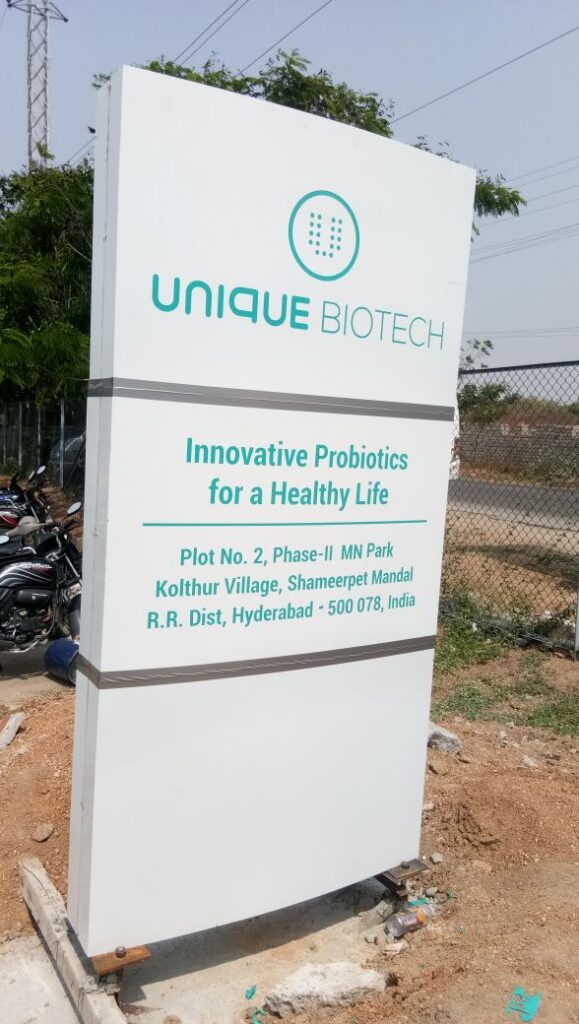 U
UNIQUE BIOTECH
Innovative Probiotics
for a Healthy Life
Plot No. 2, Phase-II MN Park
Kolthur Village, Shameerpet Mandal
R.R. Dist, Hyderabad - 500 078, India